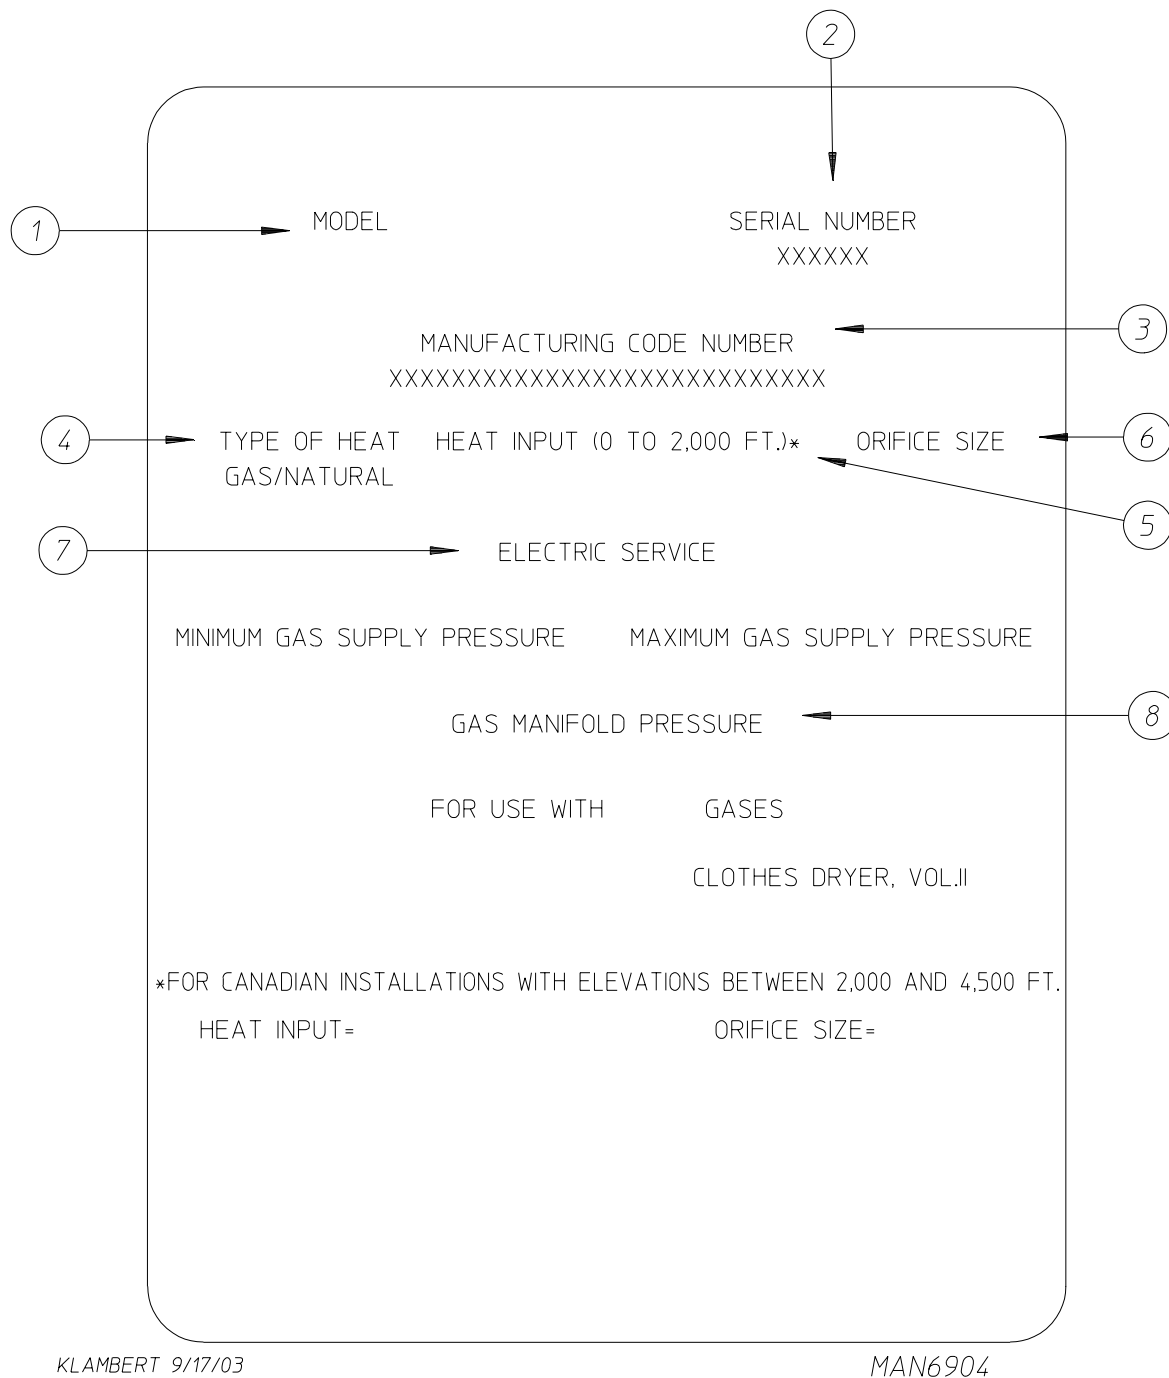 2
1 MODEL SERIAL NUMBER
XXXXXX
3
MANUFACTURING CODE NUMBER
XXXXXXXXXXXXXXXXXXXXXXXXXXXX
4 TYPE OF HEAT HEAT INPUT (0 TO 2,000 FT.)* ORIFICE SIZE 6
GAS/NATURAL
5
7 ELECTRIC SERVICE
MINIMUM GAS SUPPLY PRESSURE MAXIMUM GAS SUPPLY PRESSURE
GAS MANIFOLD PRESSURE 8
FOR USE WITH GASES
CLOTHES DRYER, VOL.II
*FOR CANADIAN INSTALLATIONS WITH ELEVATIONS BETWEEN 2,000 AND 4,500 FT.
HEAT INPUT= ORIFICE SIZE=
KLAMBERT 9/17/03 MAN6904